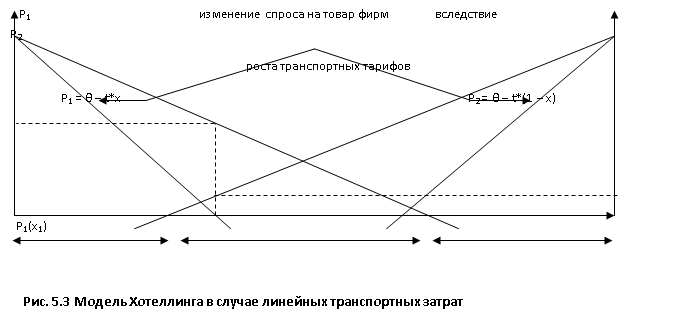 P₁ изменение спроса на товар фирм вследствие
P₂
роста транспортных тарифов
P₁ = θ – t*x P₂ = θ – t*(1 – x)
P₁(x₁)
Рис. 5.3 Модель Хотеллинга в случае линейных транспортных затрат